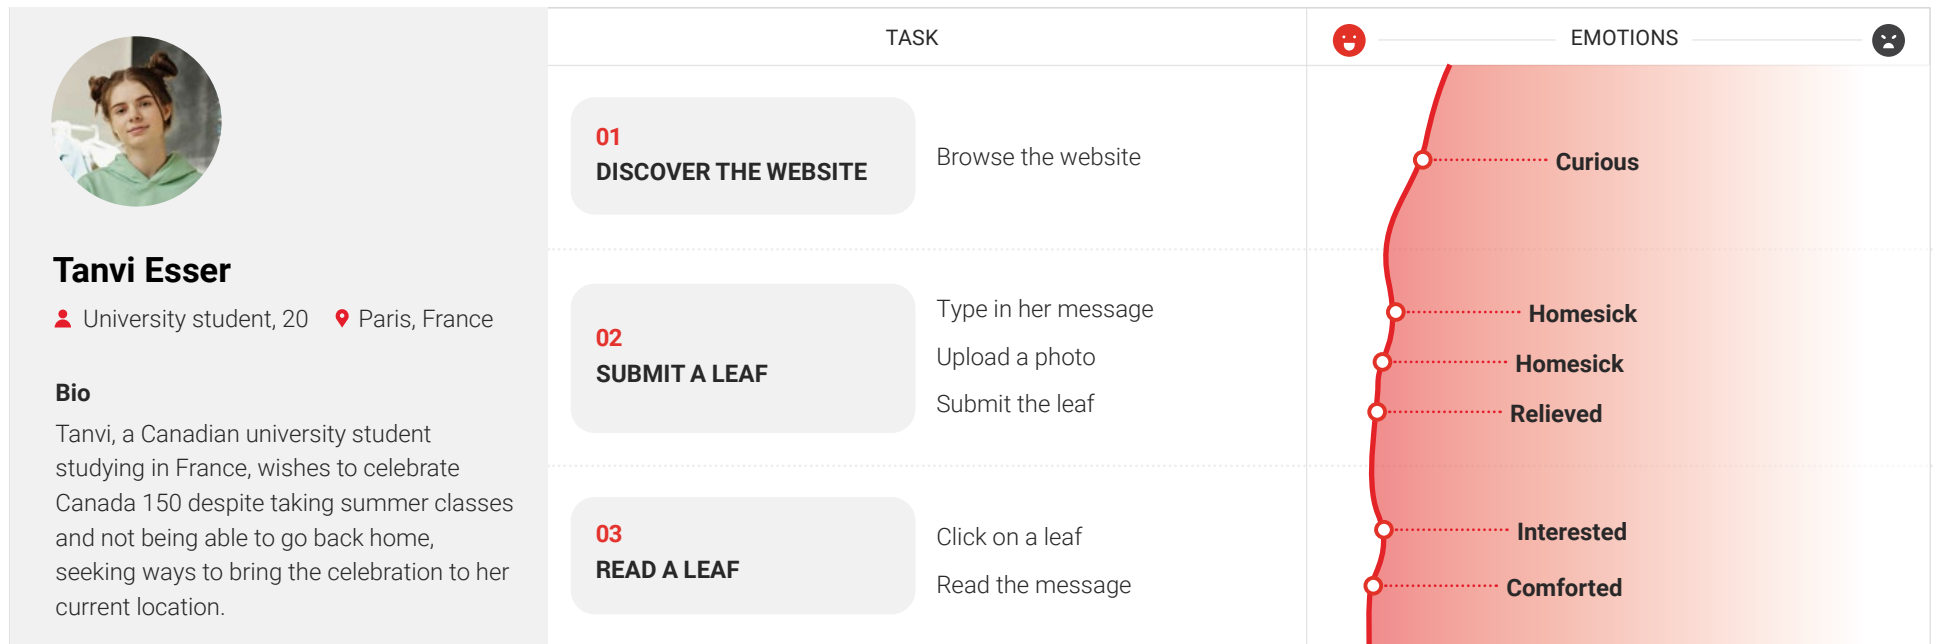 Tanvi Esser
University student, 20
Paris, France
Bio
Tanvi, a Canadian university student
studying in France, wishes to celebrate
Canada 150 despite taking summer classes
and not being able to go back home,
seeking ways to bring the celebration to her
current location.
TASK
EMOTIONS
01
DISCOVER THE WEBSITE
Browse the website
Curious
02
SUBMIT A LEAF
Type in her message
Upload a photo
Submit the leaf
Homesick
Homesick
Relieved
03
READ A LEAF
Click on a leaf
Read the message
Interested
Comforted